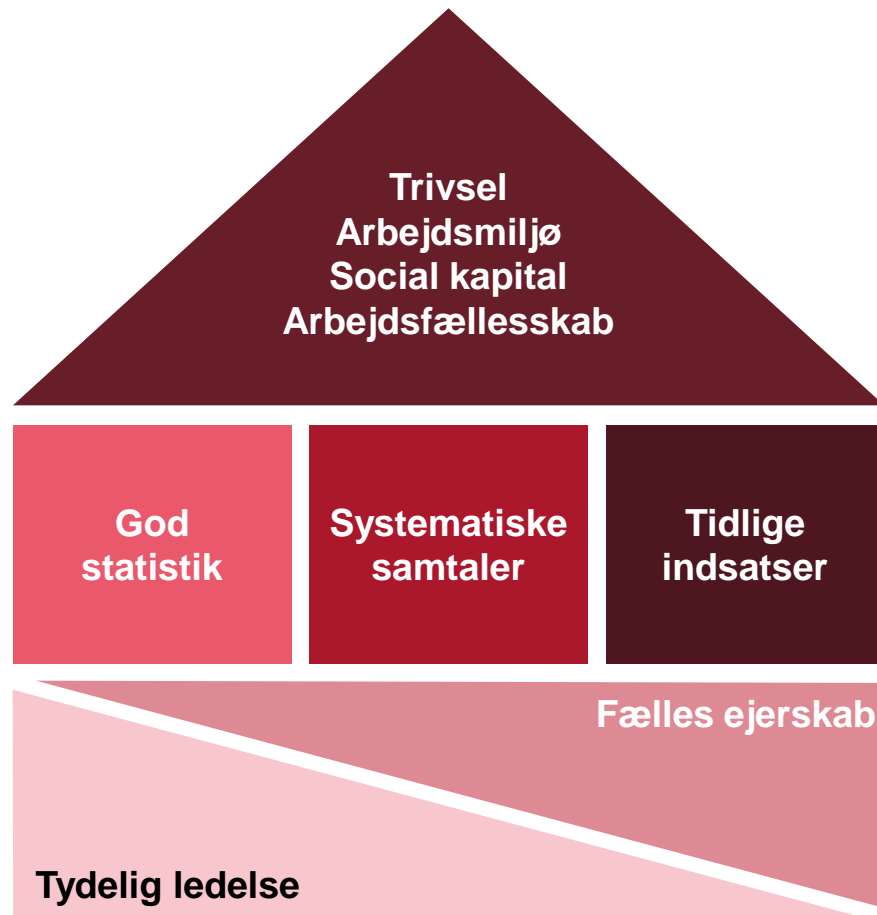 Trivsel
Arbejdsmiljø
Social kapital
Arbejdsfællesskab
God
statistik
Systematiske
samtaler
Tidlige
indsatser
Fælles ejerskab
Tydelig ledelse